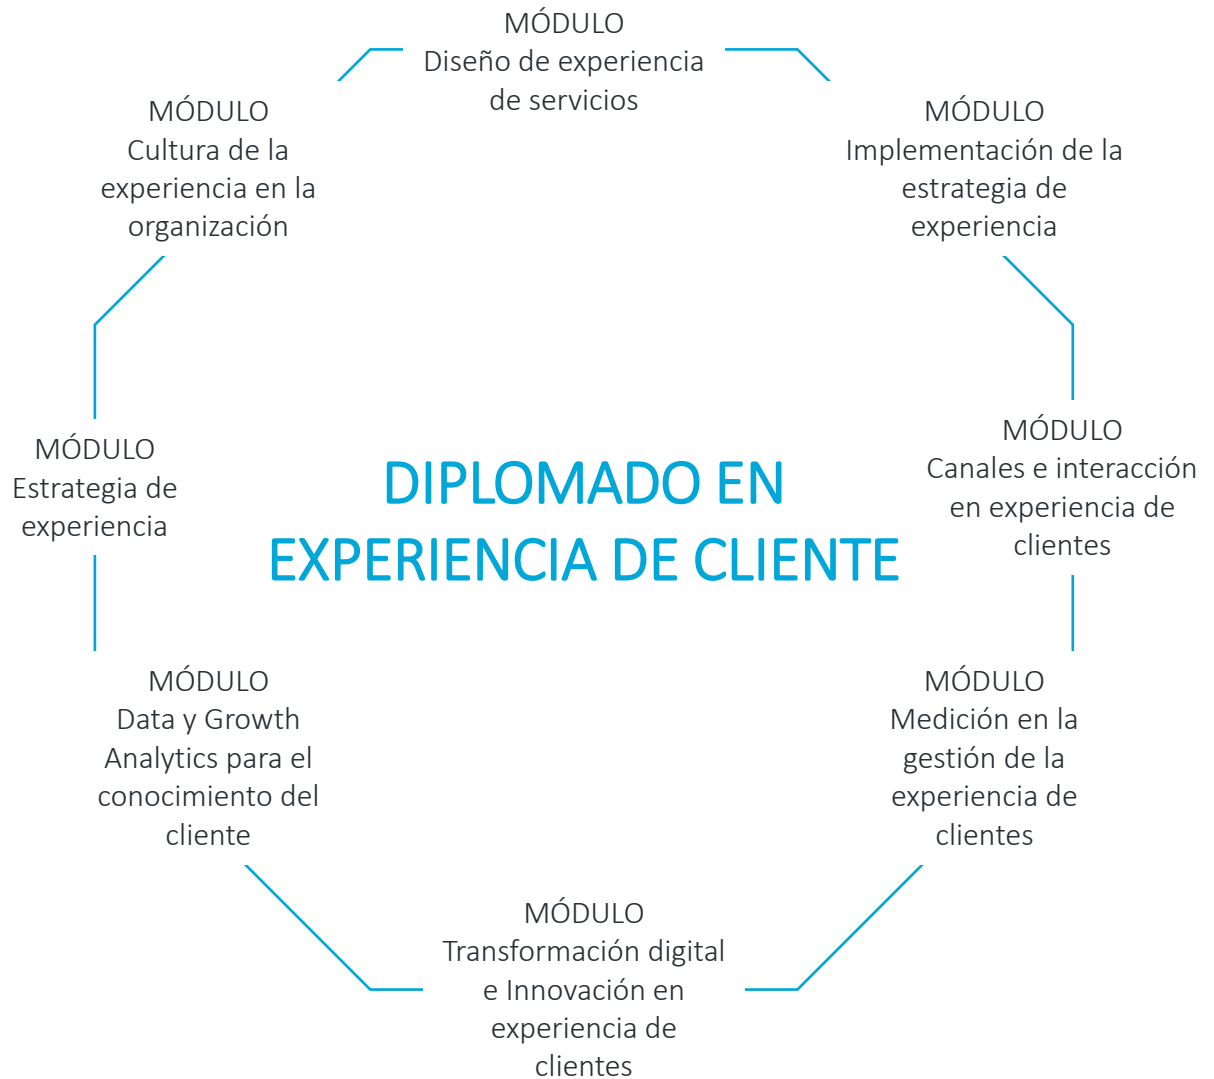 MÓDULO
Diseño de experiencia
de servicios
MÓDULO
Cultura de la
experiencia en la
organización
MÓDULO
Implementación de la
estrategia de
experiencia
MÓDULO
Estrategia de
experiencia
DIPLOMADO EN
EXPERIENCIA DE CLIENTE
MÓDULO
Canales e interacción
en experiencia de
clientes
MÓDULO
Data y Growth
Analytics para el
conocimiento del
cliente
MÓDULO
Medición en la
gestión de la
experiencia de
clientes
MÓDULO
Transformación digital
e Innovación en
experiencia de
clientes